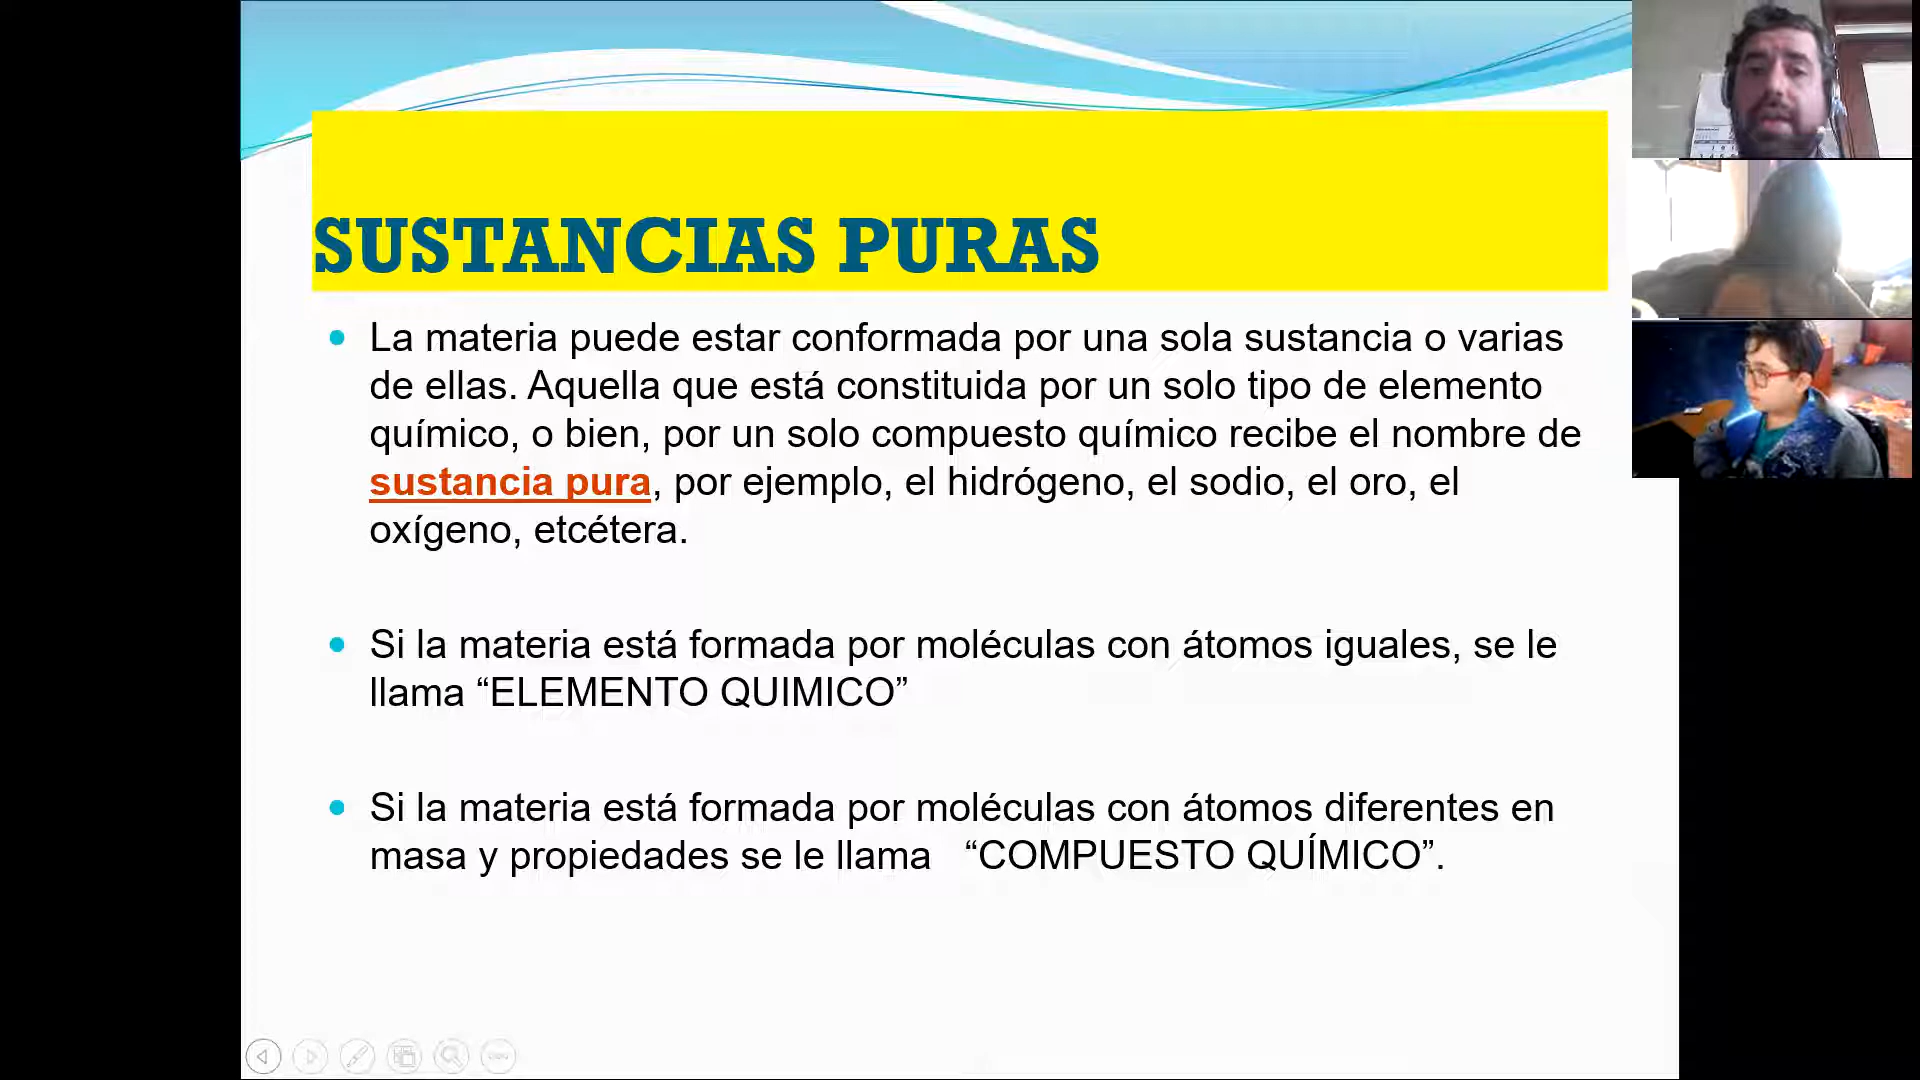 SUSTANCIAS PURAS
La materia puede estar conformada por una sola sustancia o varias
de ellas. Aquella que está constituida por un solo tipo de elemento
químico, o bien, por un solo compuesto químico recibe el nombre de
sustancia pura, por ejemplo, el hidrógeno, el sodio, el oro, el
oxígeno, etcétera.
Si la materia está formada por moléculas con átomos iguales, se le
llama “ELEMENTO QUIMICO”
Si la materia está formada por moléculas con átomos diferentes en
masa y propiedades se le llama “COMPUESTO QUÍMICO”.